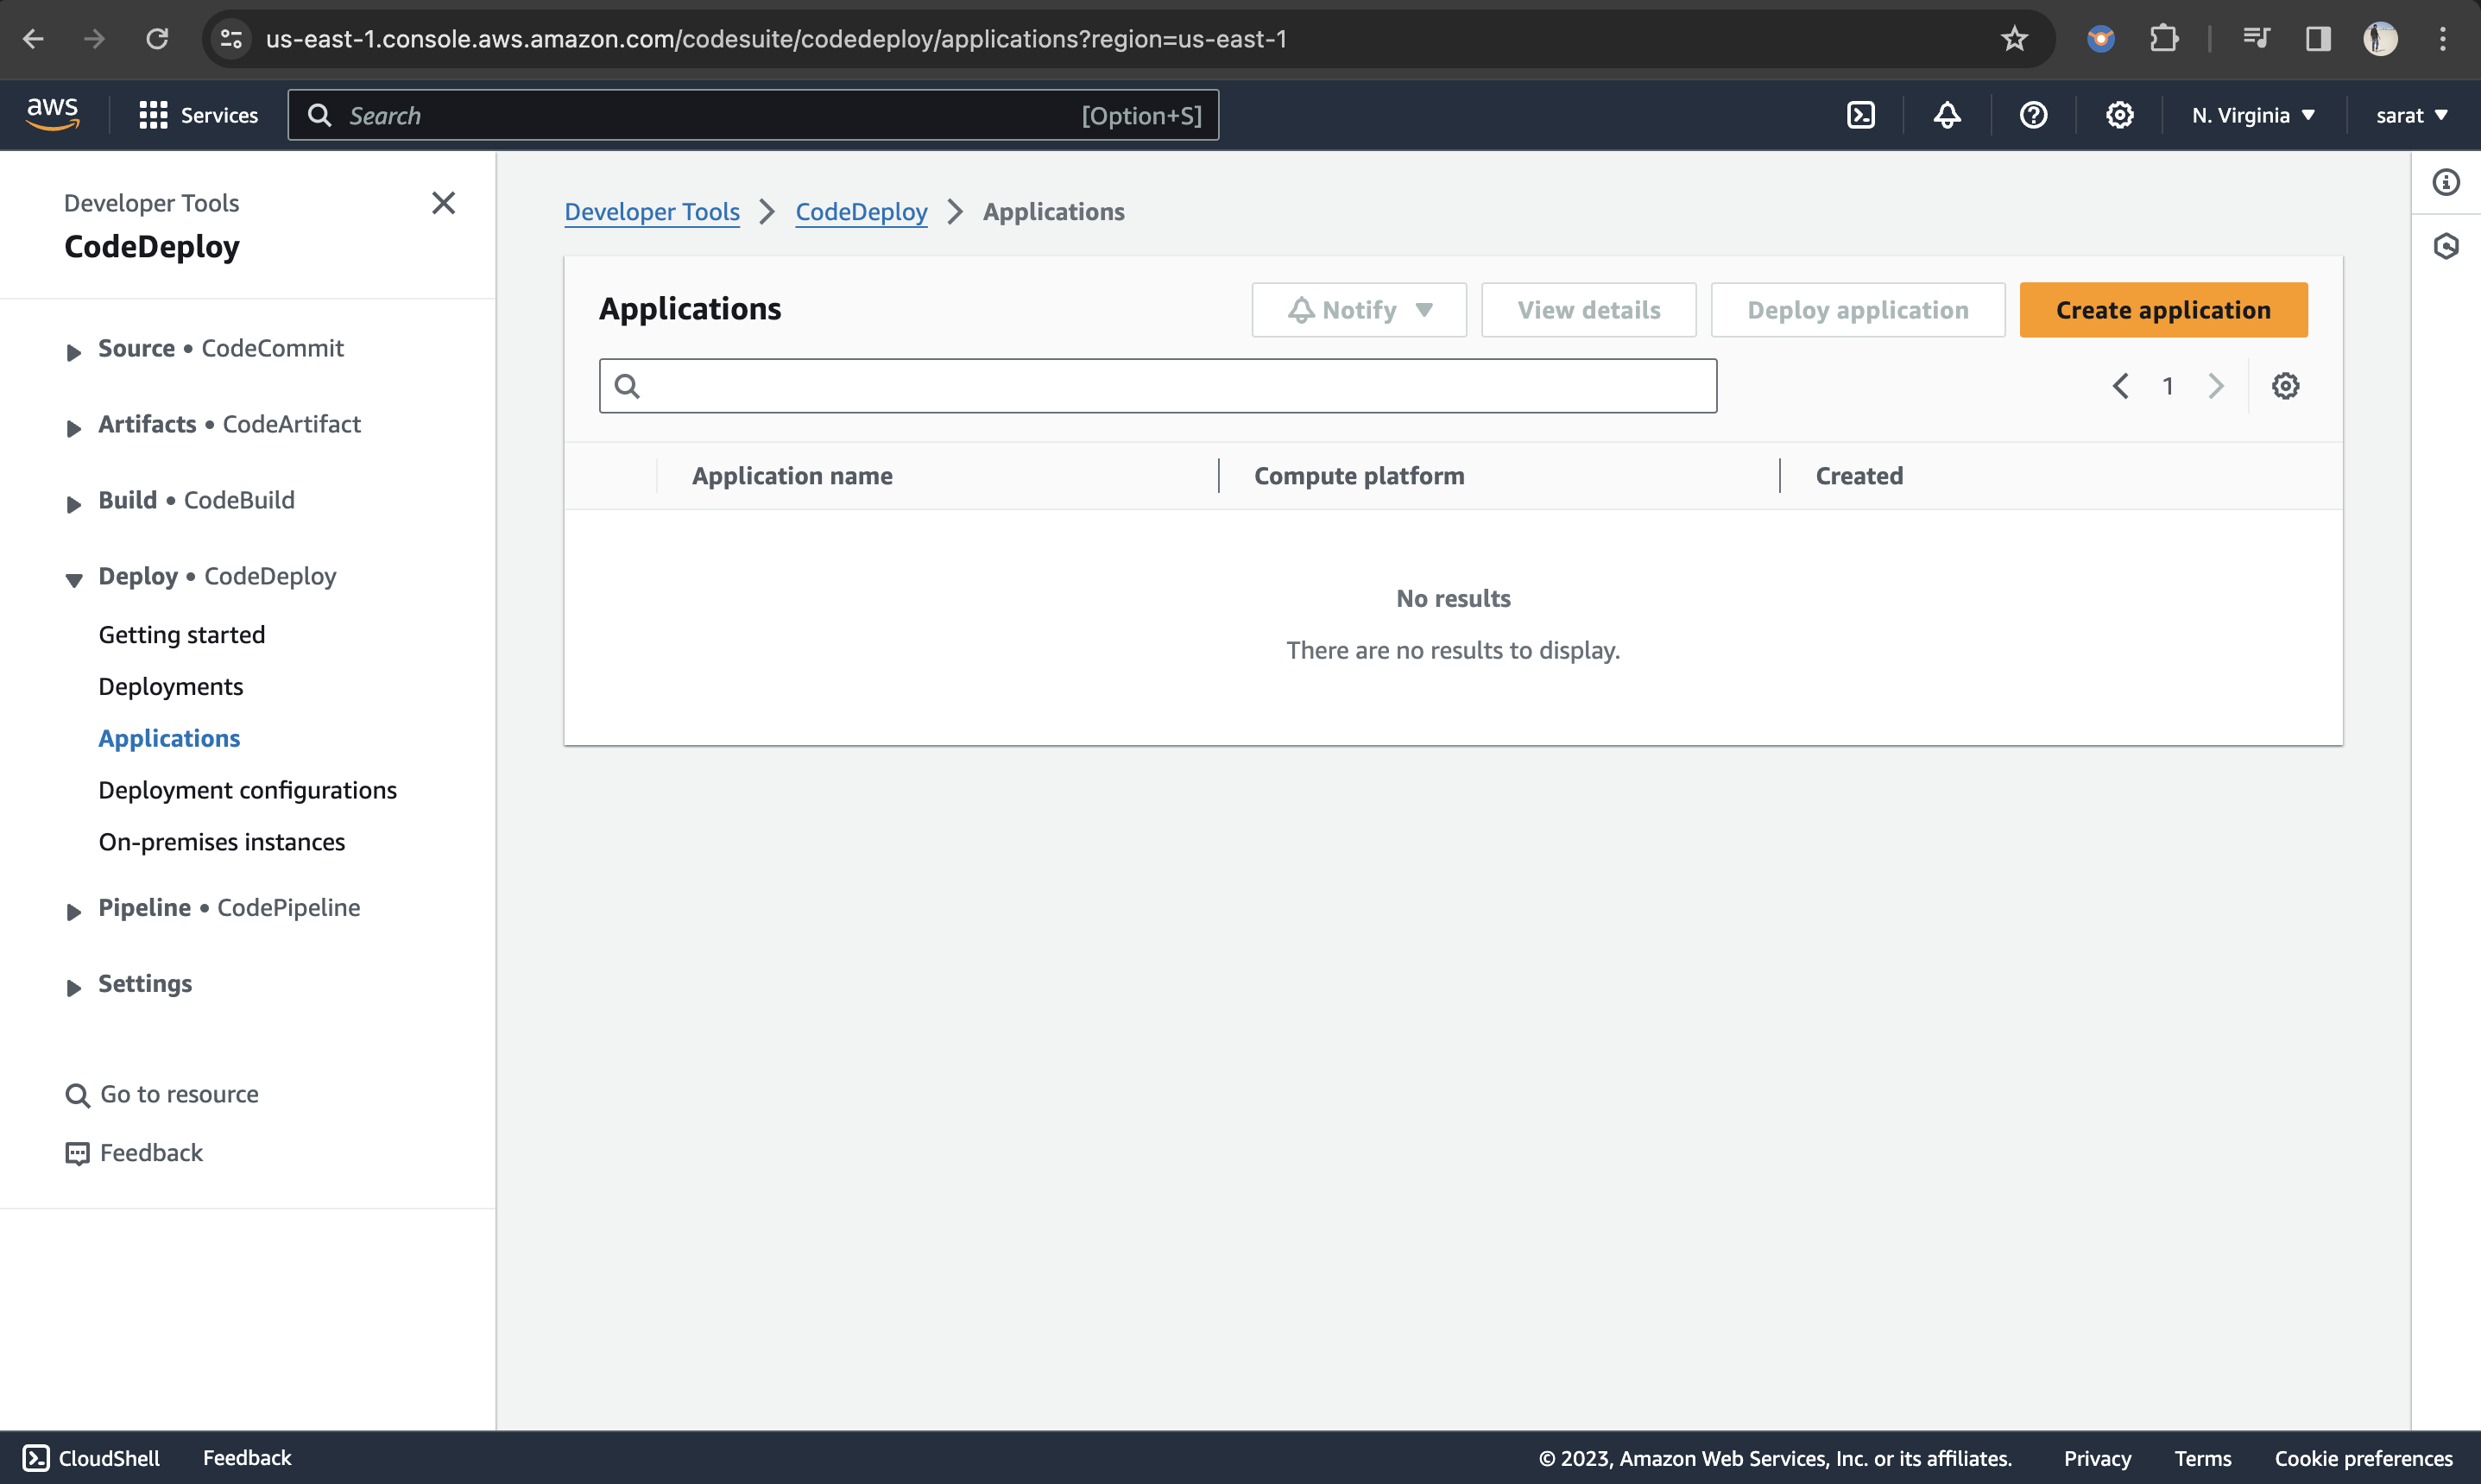 us-east-1.console.aws.amazon.com/codesuite/codedeploy/applications?region=us-east-1
aws
Services
Search
[Option+S]
N. Virginia
sarat
Developer Tools
CodeDeploy
Source • CodeCommit
Artifacts • CodeArtifact
Build • CodeBuild
Deploy • CodeDeploy
Getting started
Deployments
Applications
Deployment configurations
On-premises instances
Pipeline • CodePipeline
Settings
Go to resource
Feedback
Developer Tools
CodeDeploy
Applications
Applications
Notify
View details
Deploy application
Create application
1
Application name
Compute platform
Created
No results
There are no results to display.
CloudShell
Feedback
© 2023, Amazon Web Services, Inc. or its affiliates.
Privacy
Terms
Cookie preferences